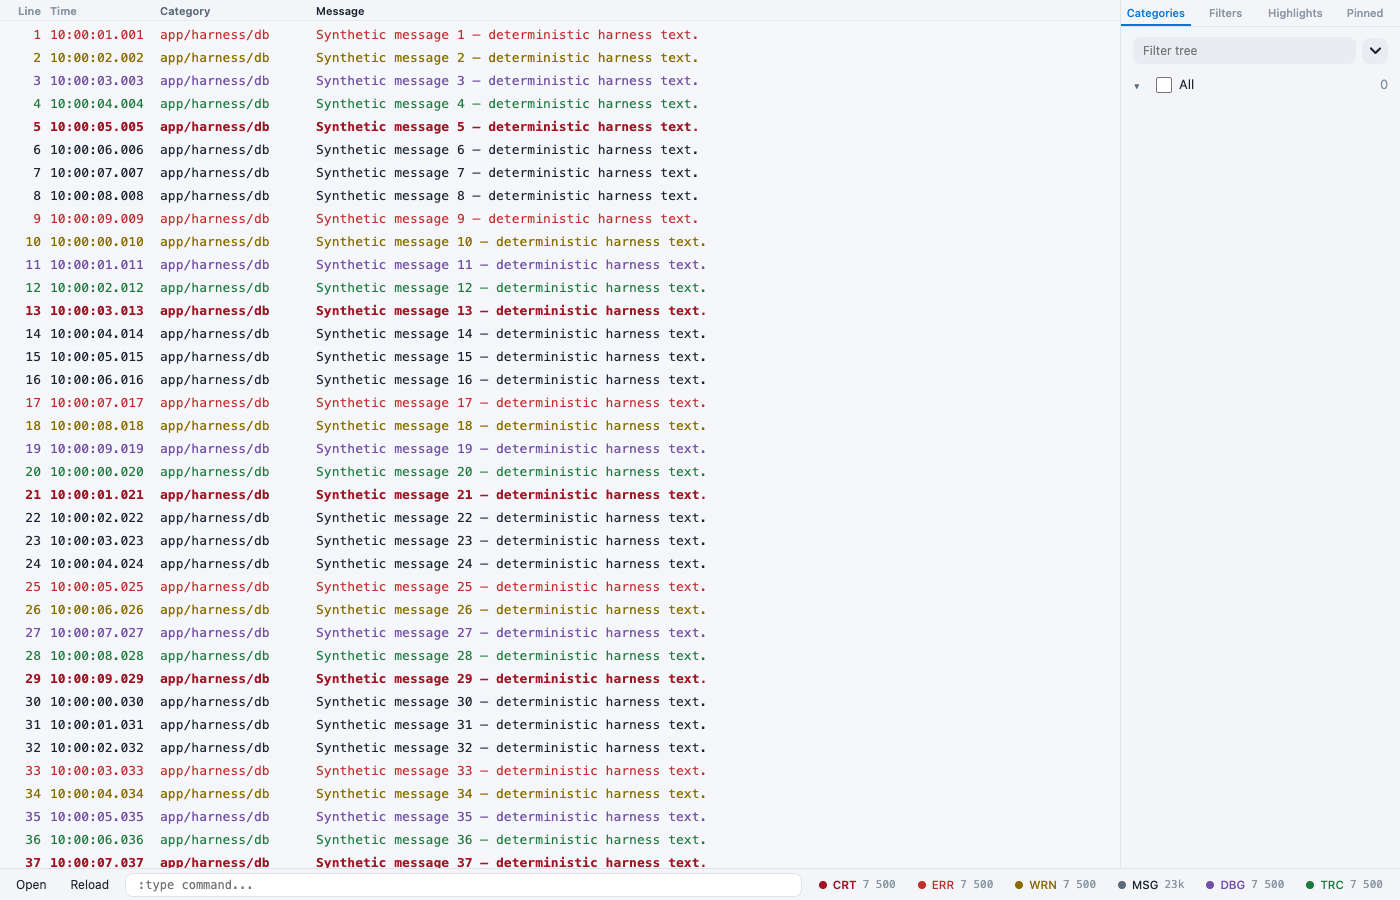 Line Time Category Message
1 10:00:01.001 app/harness/db Synthetic message 1 — deterministic harness text.
2 10:00:02.002 app/harness/db Synthetic message 2 — deterministic harness text.
3 10:00:03.003 app/harness/db Synthetic message 3 — deterministic harness text.
4 10:00:04.004 app/harness/db Synthetic message 4 — deterministic harness text.
5 10:00:05.005 app/harness/db Synthetic message 5 — deterministic harness text.
6 10:00:06.006 app/harness/db Synthetic message 6 — deterministic harness text.
7 10:00:07.007 app/harness/db Synthetic message 7 — deterministic harness text.
8 10:00:08.008 app/harness/db Synthetic message 8 — deterministic harness text.
9 10:00:09.009 app/harness/db Synthetic message 9 — deterministic harness text.
10 10:00:00.010 app/harness/db Synthetic message 10 — deterministic harness text.
11 10:00:01.011 app/harness/db Synthetic message 11 — deterministic harness text.
12 10:00:02.012 app/harness/db Synthetic message 12 — deterministic harness text.
13 10:00:03.013 app/harness/db Synthetic message 13 — deterministic harness text.
14 10:00:04.014 app/harness/db Synthetic message 14 — deterministic harness text.
15 10:00:05.015 app/harness/db Synthetic message 15 — deterministic harness text.
16 10:00:06.016 app/harness/db Synthetic message 16 — deterministic harness text.
17 10:00:07.017 app/harness/db Synthetic message 17 — deterministic harness text.
18 10:00:08.018 app/harness/db Synthetic message 18 — deterministic harness text.
19 10:00:09.019 app/harness/db Synthetic message 19 — deterministic harness text.
20 10:00:00.020 app/harness/db Synthetic message 20 — deterministic harness text.
21 10:00:01.021 app/harness/db Synthetic message 21 — deterministic harness text.
22 10:00:02.022 app/harness/db Synthetic message 22 — deterministic harness text.
23 10:00:03.023 app/harness/db Synthetic message 23 — deterministic harness text.
24 10:00:04.024 app/harness/db Synthetic message 24 — deterministic harness text.
25 10:00:05.025 app/harness/db Synthetic message 25 — deterministic harness text.
26 10:00:06.026 app/harness/db Synthetic message 26 — deterministic harness text.
27 10:00:07.027 app/harness/db Synthetic message 27 — deterministic harness text.
28 10:00:08.028 app/harness/db Synthetic message 28 — deterministic harness text.
29 10:00:09.029 app/harness/db Synthetic message 29 — deterministic harness text.
30 10:00:00.030 app/harness/db Synthetic message 30 — deterministic harness text.
31 10:00:01.031 app/harness/db Synthetic message 31 — deterministic harness text.
32 10:00:02.032 app/harness/db Synthetic message 32 — deterministic harness text.
33 10:00:03.033 app/harness/db Synthetic message 33 — deterministic harness text.
34 10:00:04.034 app/harness/db Synthetic message 34 — deterministic harness text.
35 10:00:05.035 app/harness/db Synthetic message 35 — deterministic harness text.
36 10:00:06.036 app/harness/db Synthetic message 36 — deterministic harness text.
37 10:00:07.037 app/harness/db Synthetic message 37 — deterministic harness text.
Categories Filters Highlights Pinned
Filter tree
All 0
Open Reload :type command... CRT 7 500 ERR 7 500 WRN 7 500 MSG 23k DBG 7 500 TRC 7 500